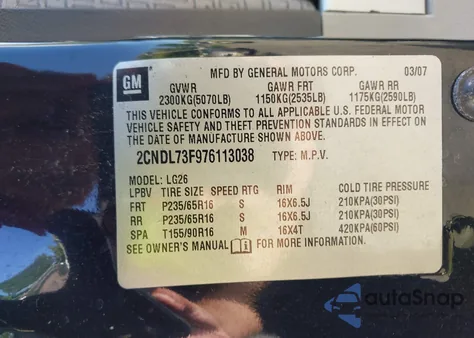 MFD BY GENERAL MOTORS CORP. 03/07
GM GVWR GAWR FRT GAWR RR
2300KG(5070LB) 1150KG(2535LB) 1175KG(2590LB)
THIS VEHICLE CONFORMS TO ALL APPLICABLE U.S. FEDERAL MOTOR
VEHICLE SAFETY AND THEFT PREVENTION STANDARDS IN EFFECT ON
THE DATE OF MANUFACTURE SHOWN ABOVE.
2CNDL73F976113038 TYPE: M.P.V.
MODEL: LG26
LPBV TIRE SIZE SPEED RTG RIM COLD TIRE PRESSURE
FRT P235/65R16 S 16X6.5J 210KPA(30PSI)
RR P235/65R16 S 16X6.5J 210KPA(30PSI)
SPA T155/90R16 M 16X4T 420KPA(60PSI)
SEE OWNER'S MANUAL FOR MORE INFORMATION.
autoSnap